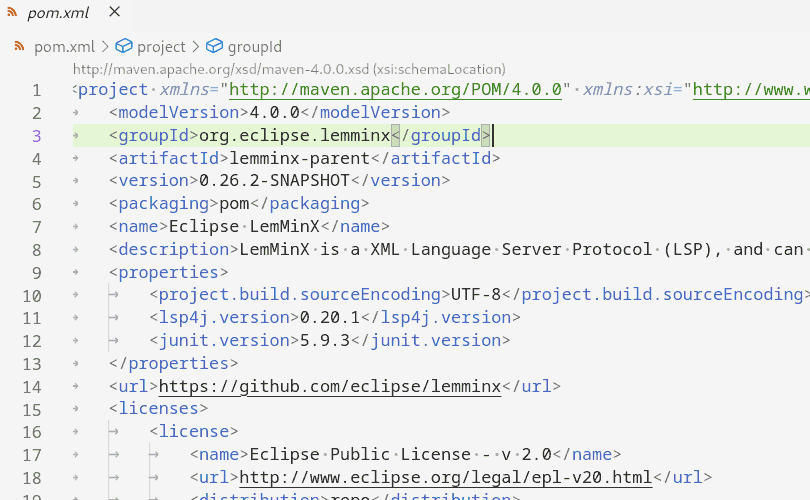 pom.xml
pom.xml > project > groupId
http://maven.apache.org/xsd/maven-4.0.0.xsd (xsi:schemaLocation)
1 <project xmlns="http://maven.apache.org/POM/4.0.0" xmlns:xsi="http://www.w
2 <modelVersion>4.0.0</modelVersion>
3 <groupId>org.eclipse.lemminx</groupId>
4 <artifactId>lemminx-parent</artifactId>
5 <version>0.26.2-SNAPSHOT</version>
6 <packaging>pom</packaging>
7 <name>Eclipse LemMinX</name>
8 <description>LemMinX is a XML Language Server Protocol (LSP), and can
9 <properties>
10 <project.build.sourceEncoding>UTF-8</project.build.sourceEncoding>
11 <lsp4j.version>0.20.1</lsp4j.version>
12 <junit.version>5.9.3</junit.version>
13 </properties>
14 <url>https://github.com/eclipse/lemminx</url>
15 <licenses>
16 <license>
17 <name>Eclipse Public License - v 2.0</name>
18 <url>http://www.eclipse.org/legal/epl-v20.html</url>
19 <distribution>repo</distribution>